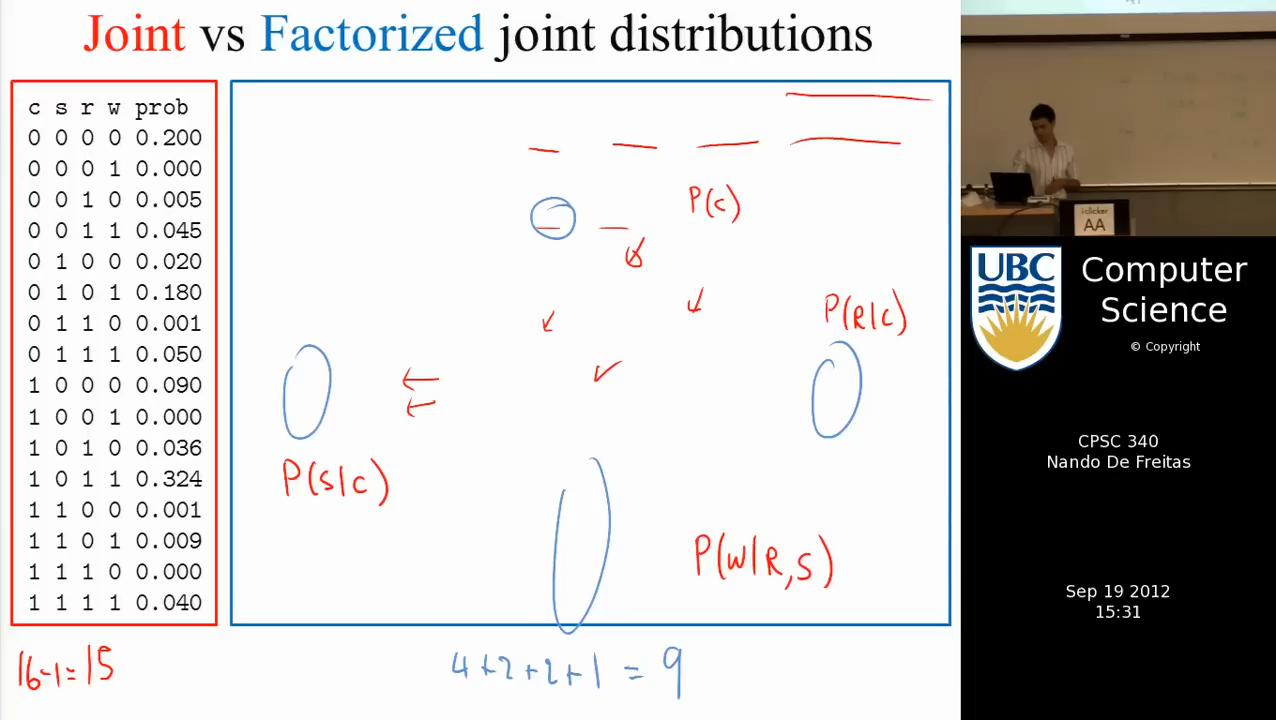 Joint vs Factorized joint distributions
c s r w prob
0 0 0 0 0.200
0 0 0 1 0.000
0 0 1 0 0.005
0 0 1 1 0.045
0 1 0 0 0.020
0 1 0 1 0.180
0 1 1 0 0.001
0 1 1 1 0.050
1 0 0 0 0.090
1 0 0 1 0.000
1 0 1 0 0.036
1 0 1 1 0.324
1 1 0 0 0.001
1 1 0 1 0.009
1 1 1 0 0.000
1 1 1 1 0.040
16-1=15
P(C)
P(R|C)
P(S|C)
P(W|R,S)
4+2+2+1=9
i>clicker
AA
UBC
Computer
Science
© Copyright
CPSC 340
Nando De Freitas
Sep 19 2012
15:31